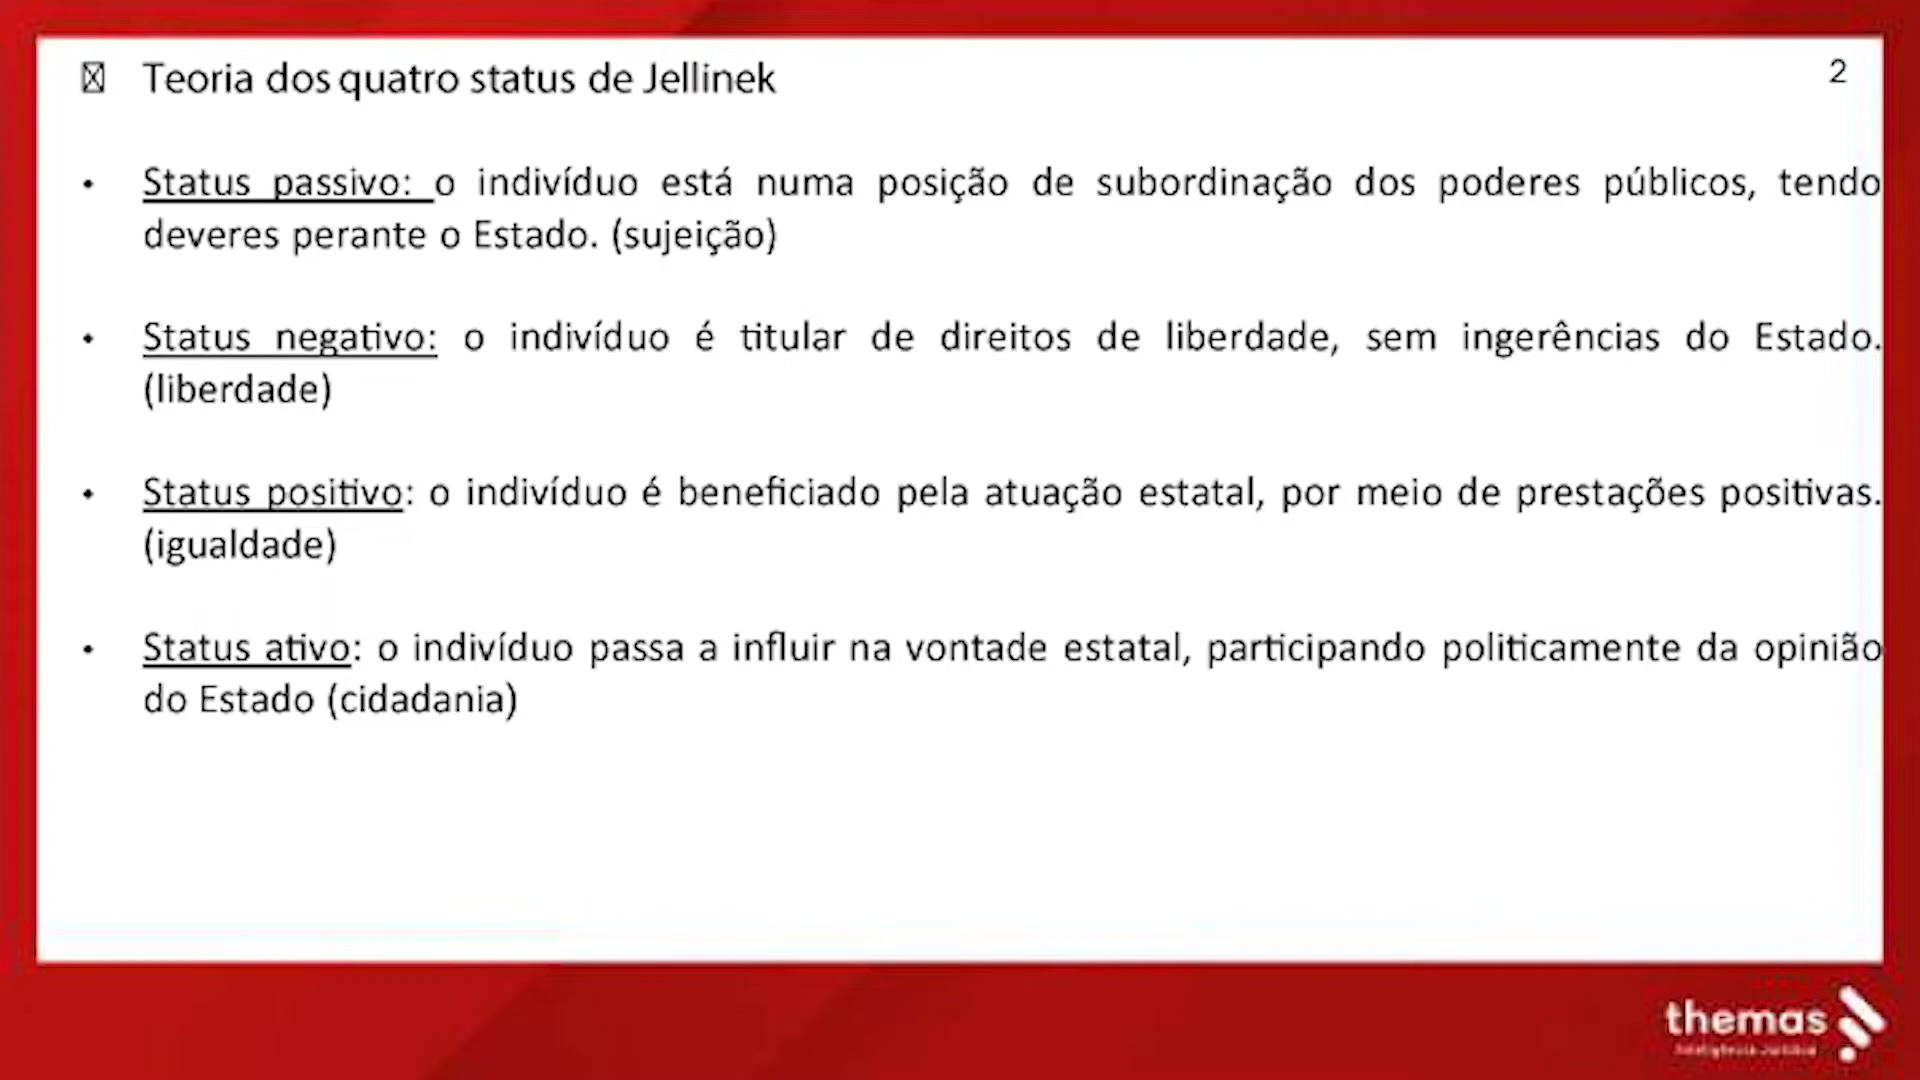 Teoria dos quatro status de Jellinek
2
• Status passivo: o indivíduo está numa posição de subordinação dos poderes públicos, tendo
deveres perante o Estado. (sujeição)
• Status negativo: o indivíduo é titular de direitos de liberdade, sem ingerências do Estado.
(liberdade)
• Status positivo: o indivíduo é beneficiado pela atuação estatal, por meio de prestações positivas.
(igualdade)
• Status ativo: o indivíduo passa a influir na vontade estatal, participando politicamente da opinião
do Estado (cidadania)
themas